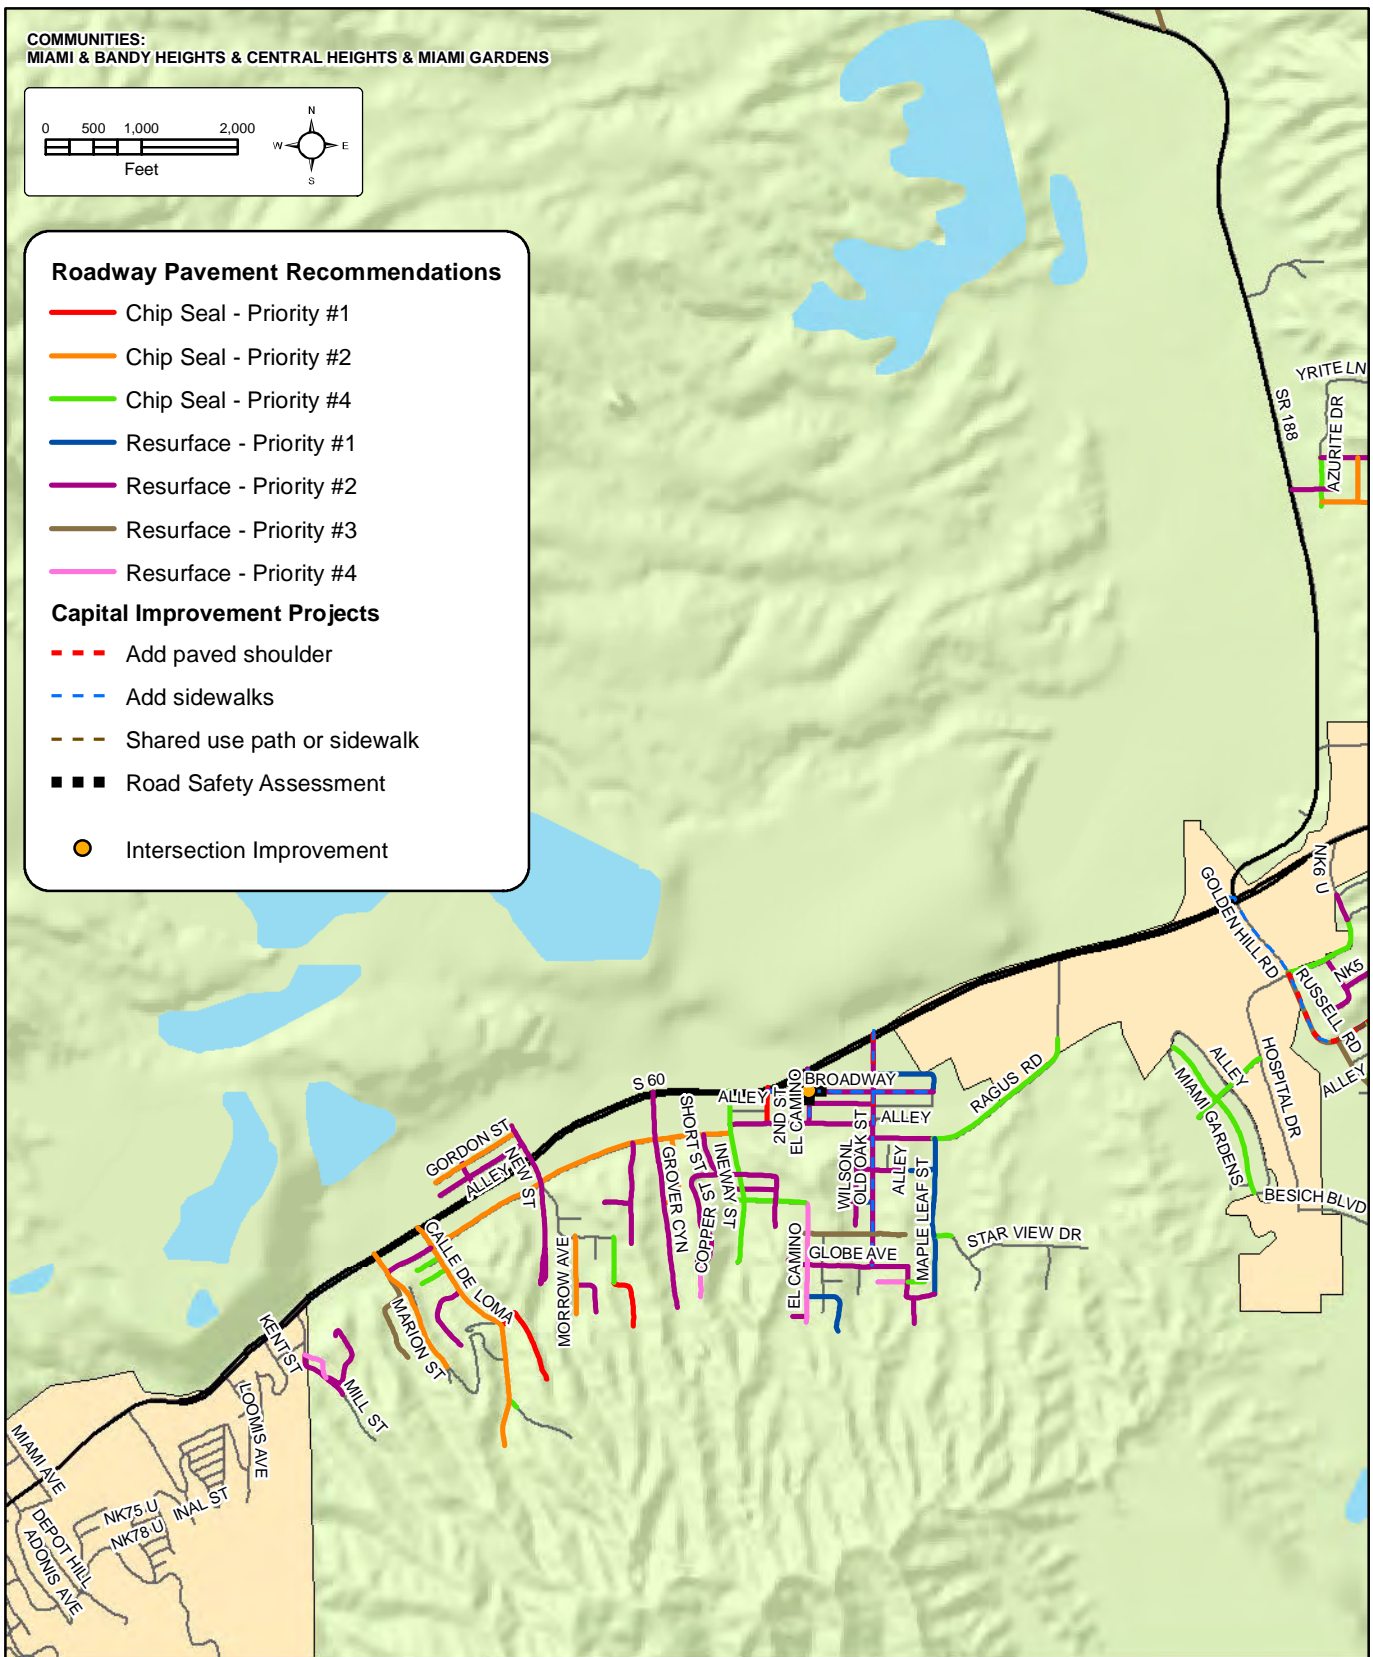 COMMUNITIES:
MIAMI & BANDY HEIGHTS & CENTRAL HEIGHTS & MIAMI GARDENS
0 500 1,000 2,000
Feet
N
W E
S
Roadway Pavement Recommendations
Chip Seal - Priority #1
Chip Seal - Priority #2
Chip Seal - Priority #4
Resurface - Priority #1
Resurface - Priority #2
Resurface - Priority #3
Resurface - Priority #4
Capital Improvement Projects
Add paved shoulder
Add sidewalks
Shared use path or sidewalk
Road Safety Assessment
Intersection Improvement
YRITE LN
SR 188
AZURITE DR
NK6 U
GOLDEN HILL RD
RUSSELL RD
NK5
HOSPITAL DR
ALLEY
ALLEY
MIAMI GARDENS
BESICH BLVD
RAGUS RD
S 60
BROADWAY
ALLEY
2ND ST
EL CAMINO
ALLEY
SHORT ST
GORDON ST
ALLEY
NEW ST
GROVER CYN
COPPER ST
ST
INEWAY ST
WILSONL
OLD OAK ST
ALLEY
MAPLE LEAF ST
STAR VIEW DR
GLOBE AVE
EL CAMINO
MORROW AVE
CALLE DE LOMA
MARION ST
KENT ST
MILL ST
LOOMIS AVE
MIAMI AVE
NK75 U
INAL ST
NK78 U
DEPOT HILL
ADONIS AVE